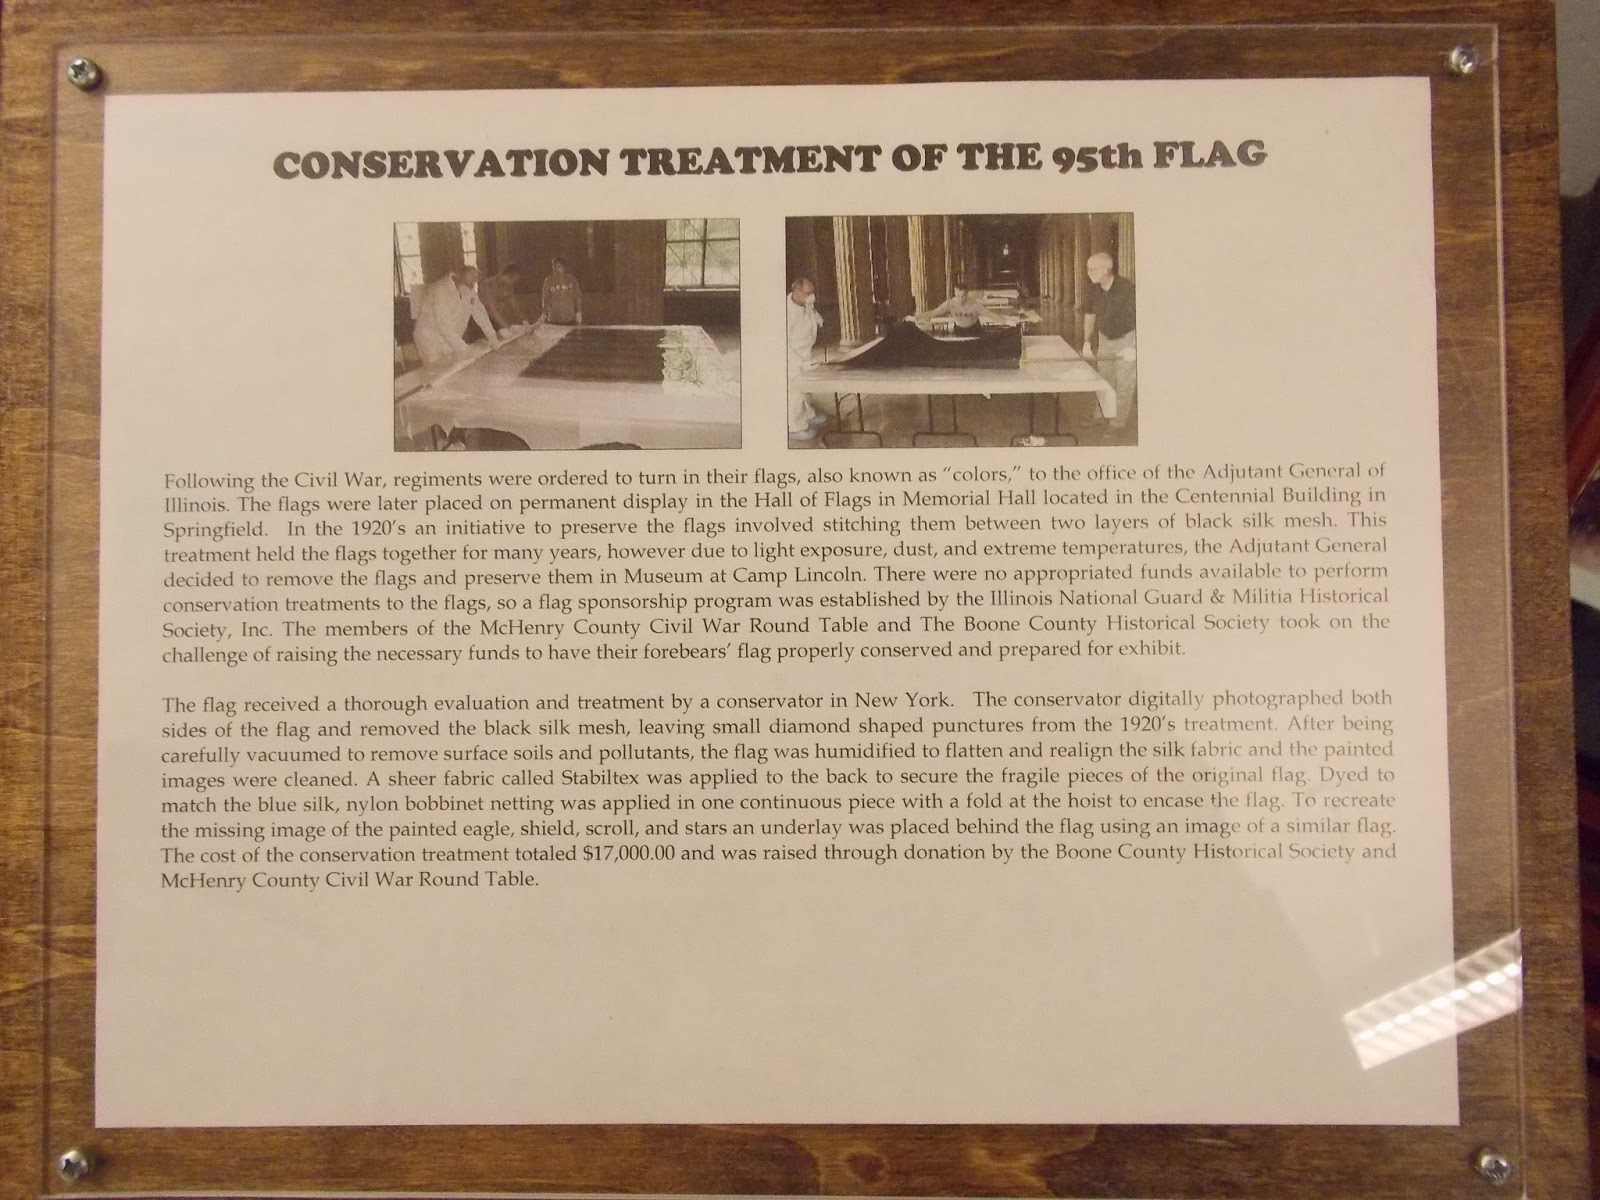 CONSERVATION TREATMENT OF THE 95th FLAG
Following the Civil War, regiments were ordered to turn in their flags, also known as “colors,” to the office of the Adjutant General of
Illinois. The flags were later placed on permanent display in the Hall of Flags in Memorial Hall located in the Centennial Building in
Springfield. In the 1920's an initiative to preserve the flags involved stitching them between two layers of black silk mesh. This
treatment held the flags together for many years, however due to light exposure, dust, and extreme temperatures, the Adjutant General
decided to remove the flags and preserve them in Museum at Camp Lincoln. There were no appropriated funds available to perform
conservation treatments to the flags, so a flag sponsorship program was established by the Illinois National Guard & Militia Historical
Society, Inc. The members of the McHenry County Civil War Round Table and The Boone County Historical Society took on the
challenge of raising the necessary funds to have their forebears' flag properly conserved and prepared for exhibit.
The flag received a thorough evaluation and treatment by a conservator in New York. The conservator digitally photographed both
sides of the flag and removed the black silk mesh, leaving small diamond shaped punctures from the 1920's treatment. After being
carefully vacuumed to remove surface soils and pollutants, the flag was humidified to flatten and realign the silk fabric and the painted
images were cleaned. A sheer fabric called Stabiltex was applied to the back to secure the fragile pieces of the original flag. Dyed to
match the blue silk, nylon bobbinet netting was applied in one continuous piece with a fold at the hoist to encase the flag. To recreate
the missing image of the painted eagle, shield, scroll, and stars an underlay was placed behind the flag using an image of a similar flag.
The cost of the conservation treatment totaled $17,000.00 and was raised through donation by the Boone County Historical Society and
McHenry County Civil War Round Table.